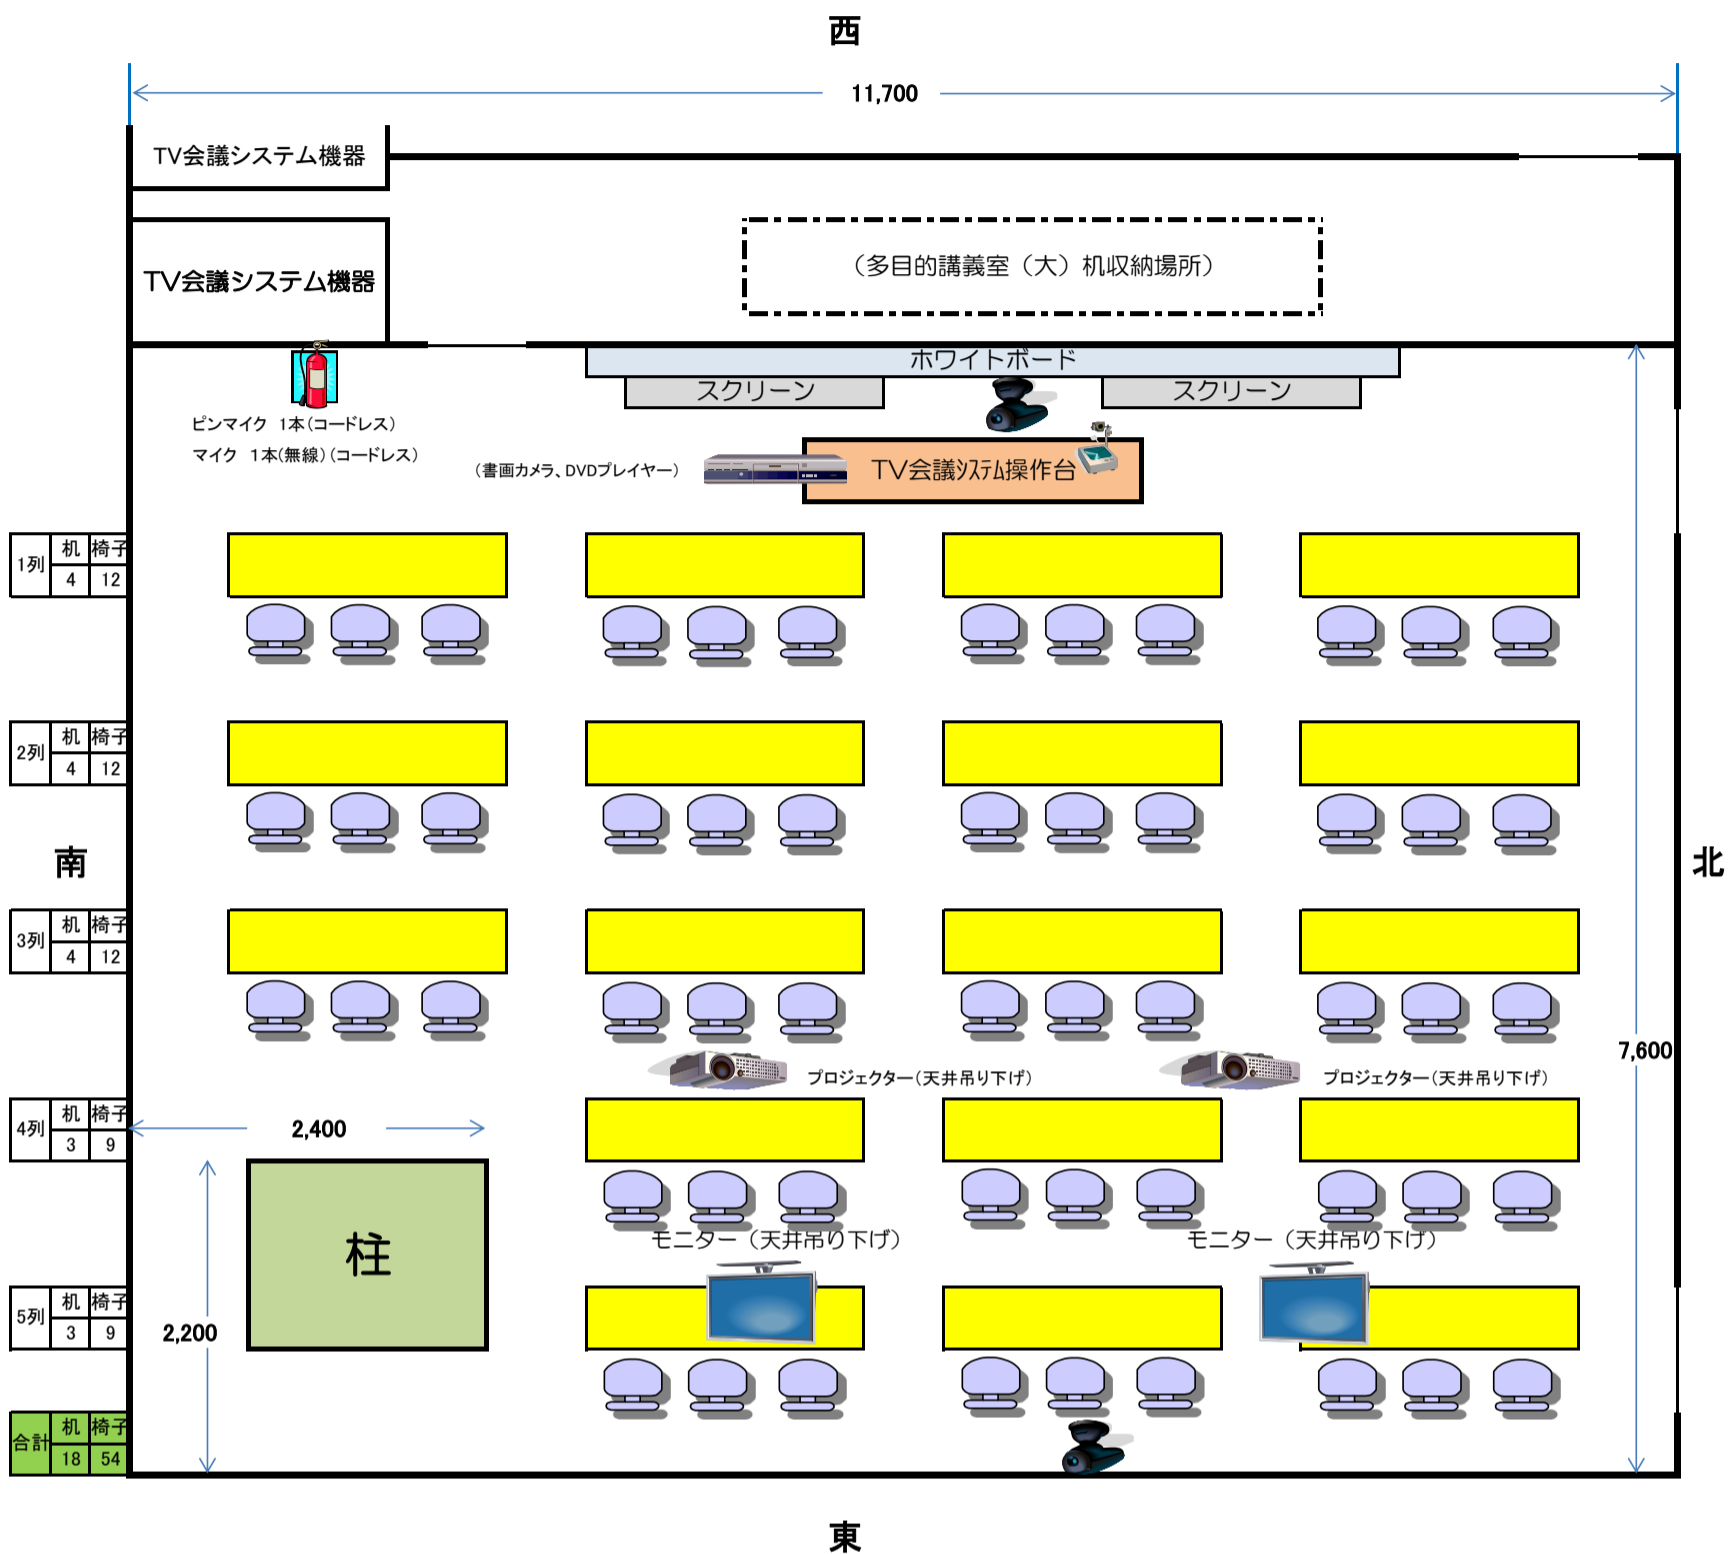 西
11,700
TV会議システム機器
TV会議システム機器
（多目的講義室（大）机収納場所）
ホワイトボード
スクリーン
スクリーン
ピンマイク　1本（コードレス）
マイク　1本（無線）（コードレス）
（書画カメラ、DVDプレイヤー）
TV会議システム操作台
1列 机 椅子
4 12
2列 机 椅子
4 12
南
北
3列 机 椅子
4 12
7,600
プロジェクター（天井吊り下げ）
プロジェクター（天井吊り下げ）
4列 机 椅子
3 9
2,400
柱
モニター（天井吊り下げ）
モニター（天井吊り下げ）
5列 机 椅子
3 9
2,200
合計 机 椅子
18 54
東